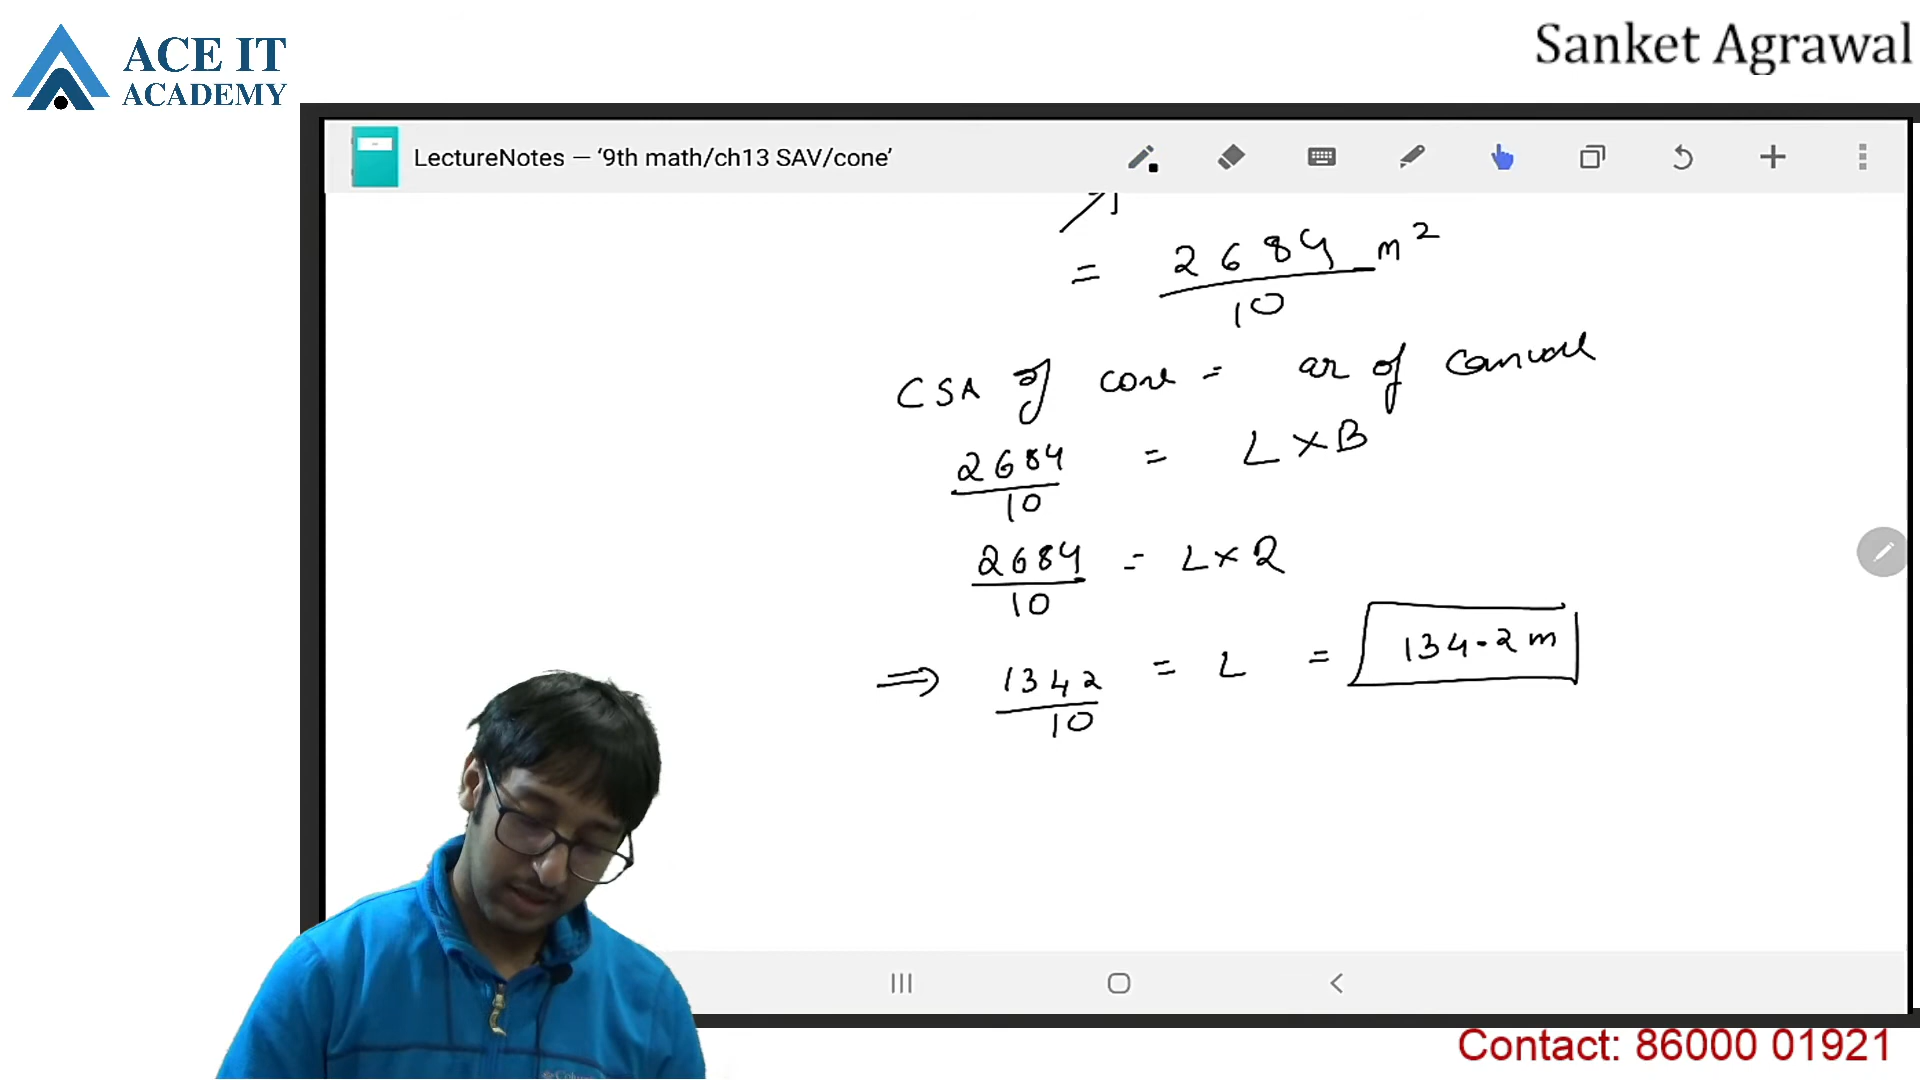 ACE IT
ACADEMY
Sanket Agrawal
LectureNotes — ‘9th math/ch13 SAV/cone’
= 2684/10 m²
CSA of cone = ar of
2684/10 = L × B
2684/10 = L × 2
⇒ 1342/10 = L = 134.2 m
Columbia
Contact: 86000 01921